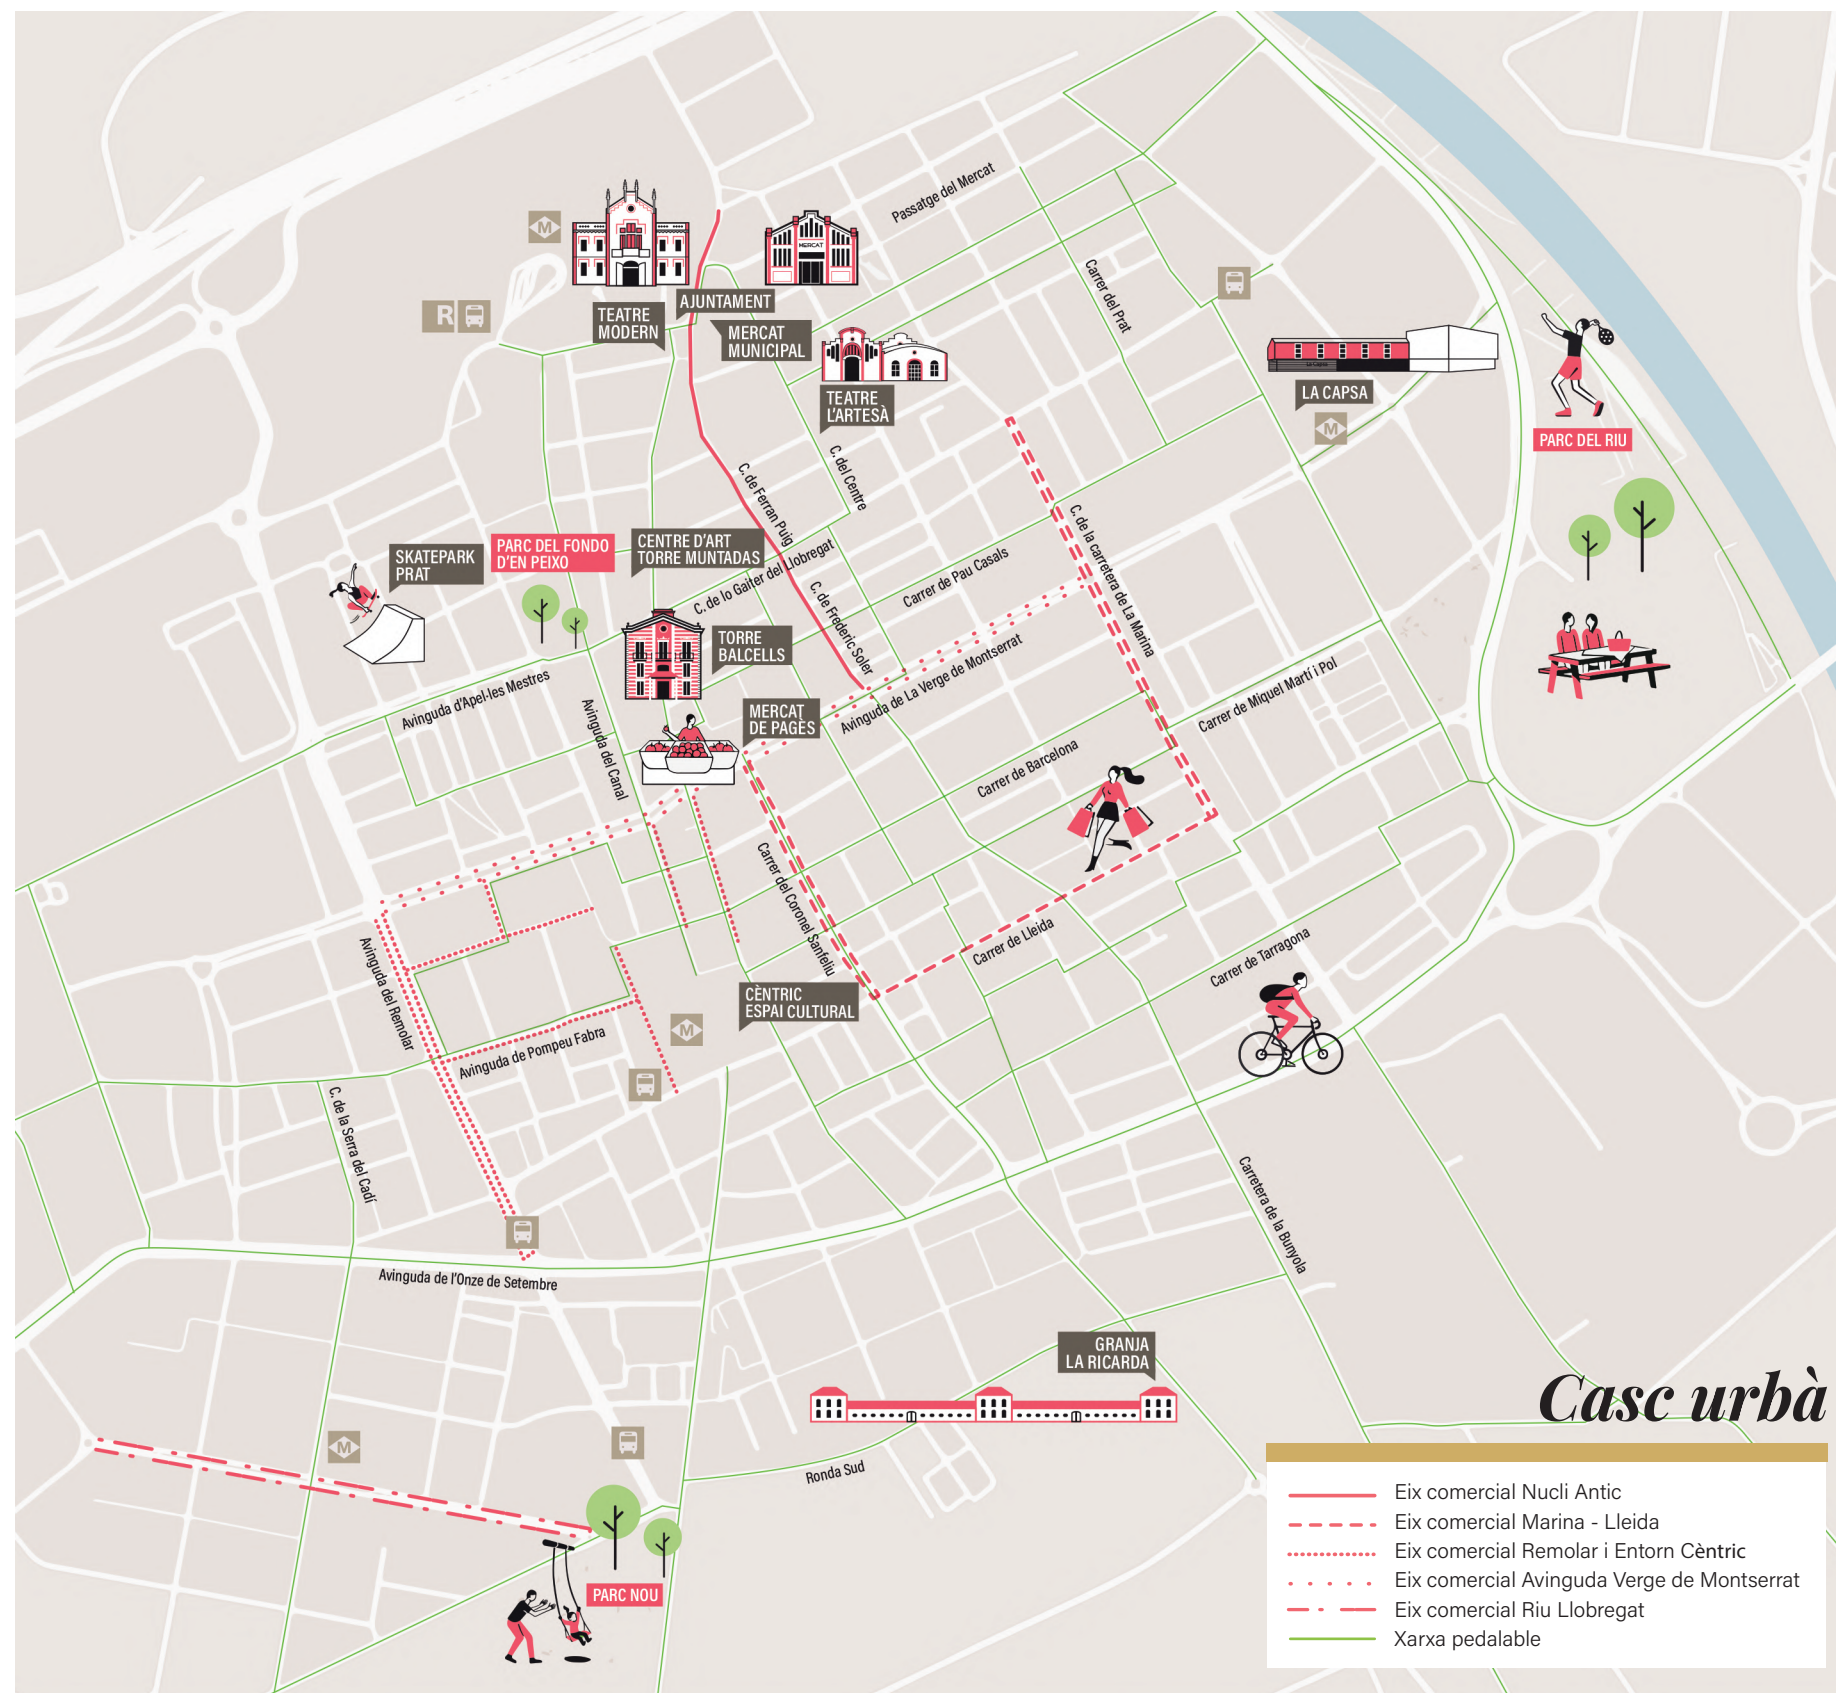 Passatge del Mercat
M
MERCAT
R
AJUNTAMENT
TEATRE
MODERN
MERCAT
MUNICIPAL
Carrer del Prat
La Capsa
LA CAPSA
M
TEATRE
L'ARTESÀ
PARC DEL RIU
C. del Centre
C. de Ferran Puig
C. de la carretera de La Marina
SKATEPARK
PRAT
PARC DEL FONDO
D'EN PEIXO
CENTRE D'ART
TORRE MUNTADAS
C. de lo Gaiter del Llobregat
Carrer de Pau Casals
C. de Frederic Soler
TORRE
BALCELLS
Avinguda de La Verge de Montserrat
Avinguda d'Apel·les Mestres
Avinguda del Canal
MERCAT
DE PAGÈS
Carrer de Miquel Martí i Pol
Carrer de Barcelona
Carrer del Coronel Sanfeliu
Carrer de Lleida
Carrer de Tarragona
Avinguda del Remolar
CÈNTRIC
ESPAI CULTURAL
M
Avinguda de Pompeu Fabra
C. de la Serra del Cadí
Carretera de la Bunyola
Avinguda de l'Onze de Setembre
GRANJA
LA RICARDA
M
Ronda Sud
PARC NOU
Casc urbà
Eix comercial Nucli Antic
Eix comercial Marina - Lleida
Eix comercial Remolar i Entorn Cèntric
Eix comercial Avinguda Verge de Montserrat
Eix comercial Riu Llobregat
Xarxa pedalable